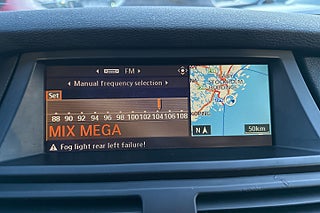 FM
Manual frequency selection
Set
88 90 92 94 96 98 100 102 104 106 108
MIX MEGA
N
50km
Fog light rear left failure!